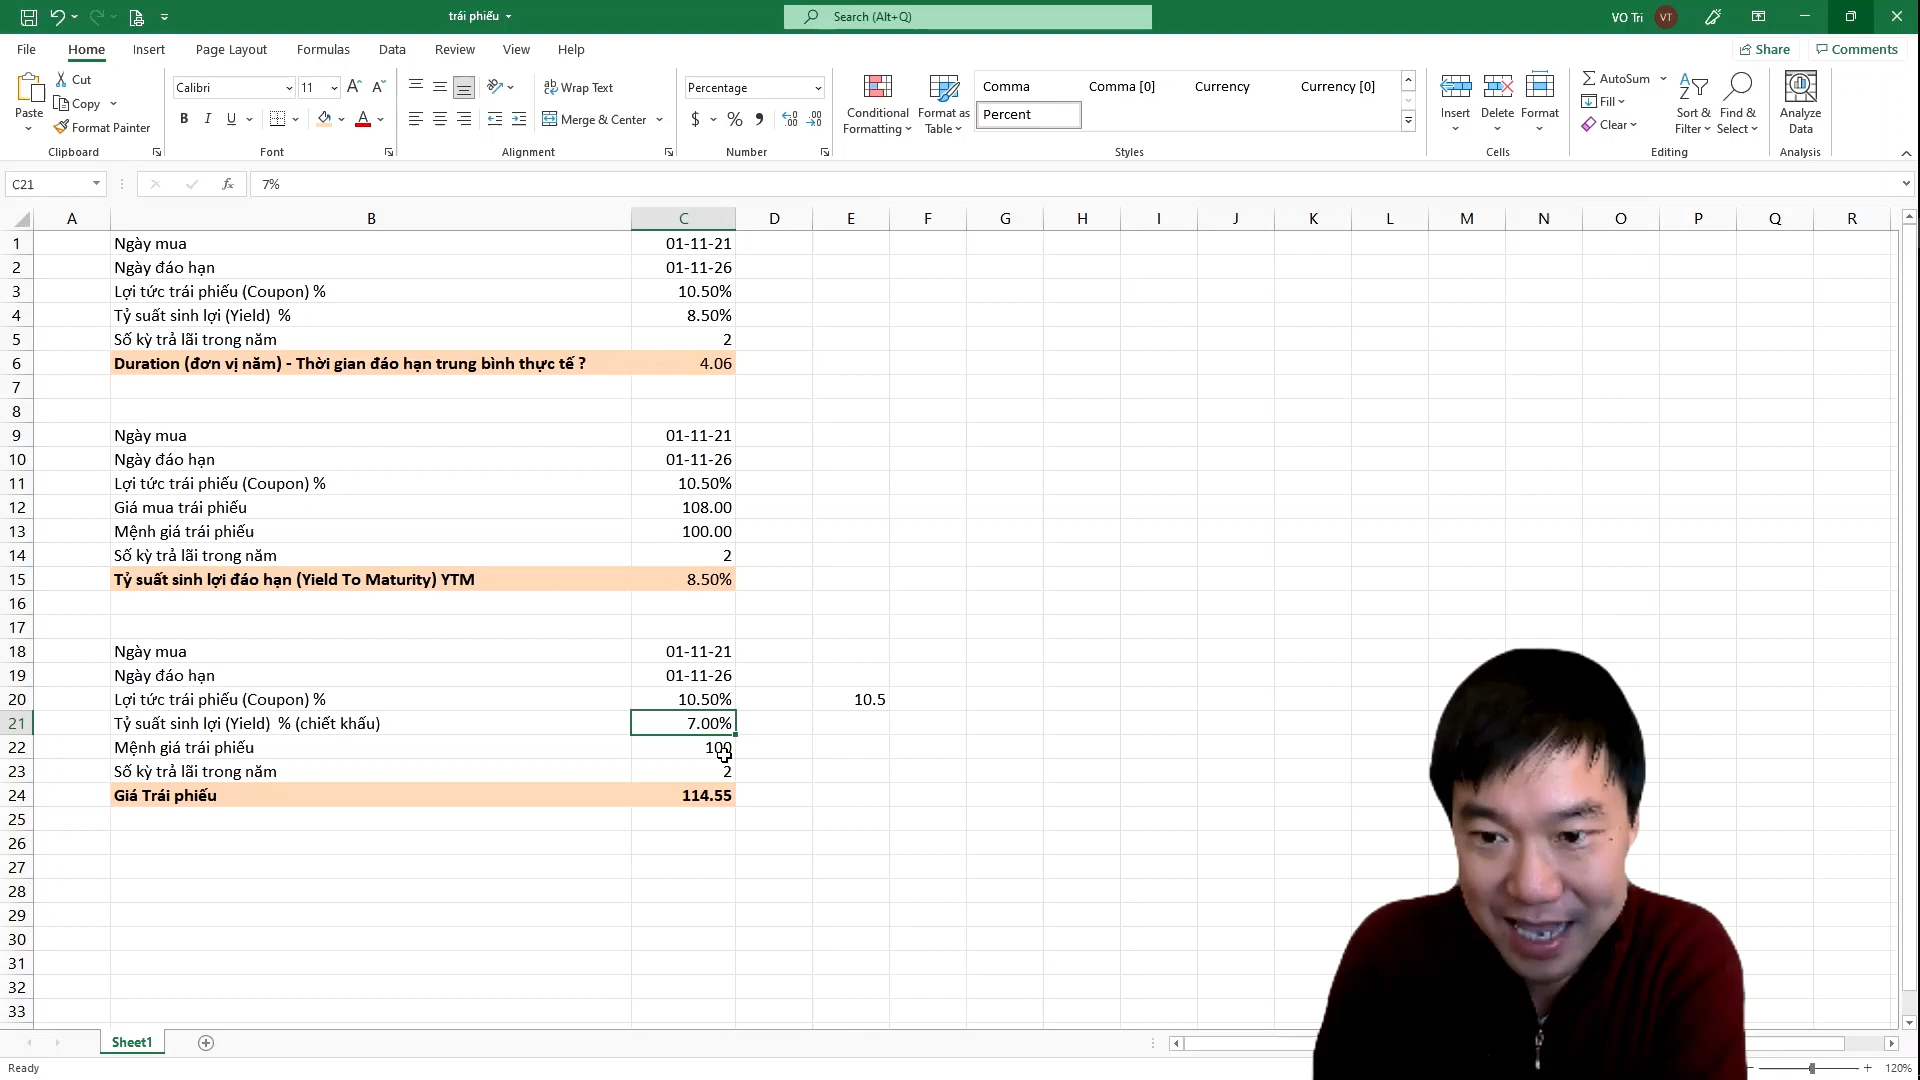 trái phiếu
Search (Alt+Q)
VO Tri
VT
File
Home
Insert
Page Layout
Formulas
Data
Review
View
Help
Share
Comments
Paste
Cut
Copy
Format Painter
Clipboard
Calibri
11
B I U
Font
Wrap Text
Merge & Center
Alignment
Percentage
$ % 9
Number
Conditional
Formatting
Format as
Table
Comma
Comma [0]
Currency
Currency [0]
Percent
Styles
Insert
Delete
Format
Cells
AutoSum
Fill
Clear
Sort &
Filter
Find &
Select
Editing
Analyze
Data
Analysis
C21
fx
7%
A B C D E F G H I J K L M N O P Q R
1 Ngày mua 01-11-21
2 Ngày đáo hạn 01-11-26
3 Lợi tức trái phiếu (Coupon) % 10.50%
4 Tỷ suất sinh lợi (Yield) % 8.50%
5 Số kỳ trả lãi trong năm 2
6 Duration (đơn vị năm) - Thời gian đáo hạn trung bình thực tế ? 4.06
7
8
9 Ngày mua 01-11-21
10 Ngày đáo hạn 01-11-26
11 Lợi tức trái phiếu (Coupon) % 10.50%
12 Giá mua trái phiếu 108.00
13 Mệnh giá trái phiếu 100.00
14 Số kỳ trả lãi trong năm 2
15 Tỷ suất sinh lợi đáo hạn (Yield To Maturity) YTM 8.50%
16
17
18 Ngày mua 01-11-21
19 Ngày đáo hạn 01-11-26
20 Lợi tức trái phiếu (Coupon) % 10.50% 10.5
21 Tỷ suất sinh lợi (Yield) % (chiết khấu) 7.00%
22 Mệnh giá trái phiếu 100
23 Số kỳ trả lãi trong năm 2
24 Giá Trái phiếu 114.55
25
26
27
28
29
30
31
32
33
Sheet1
Ready
120%